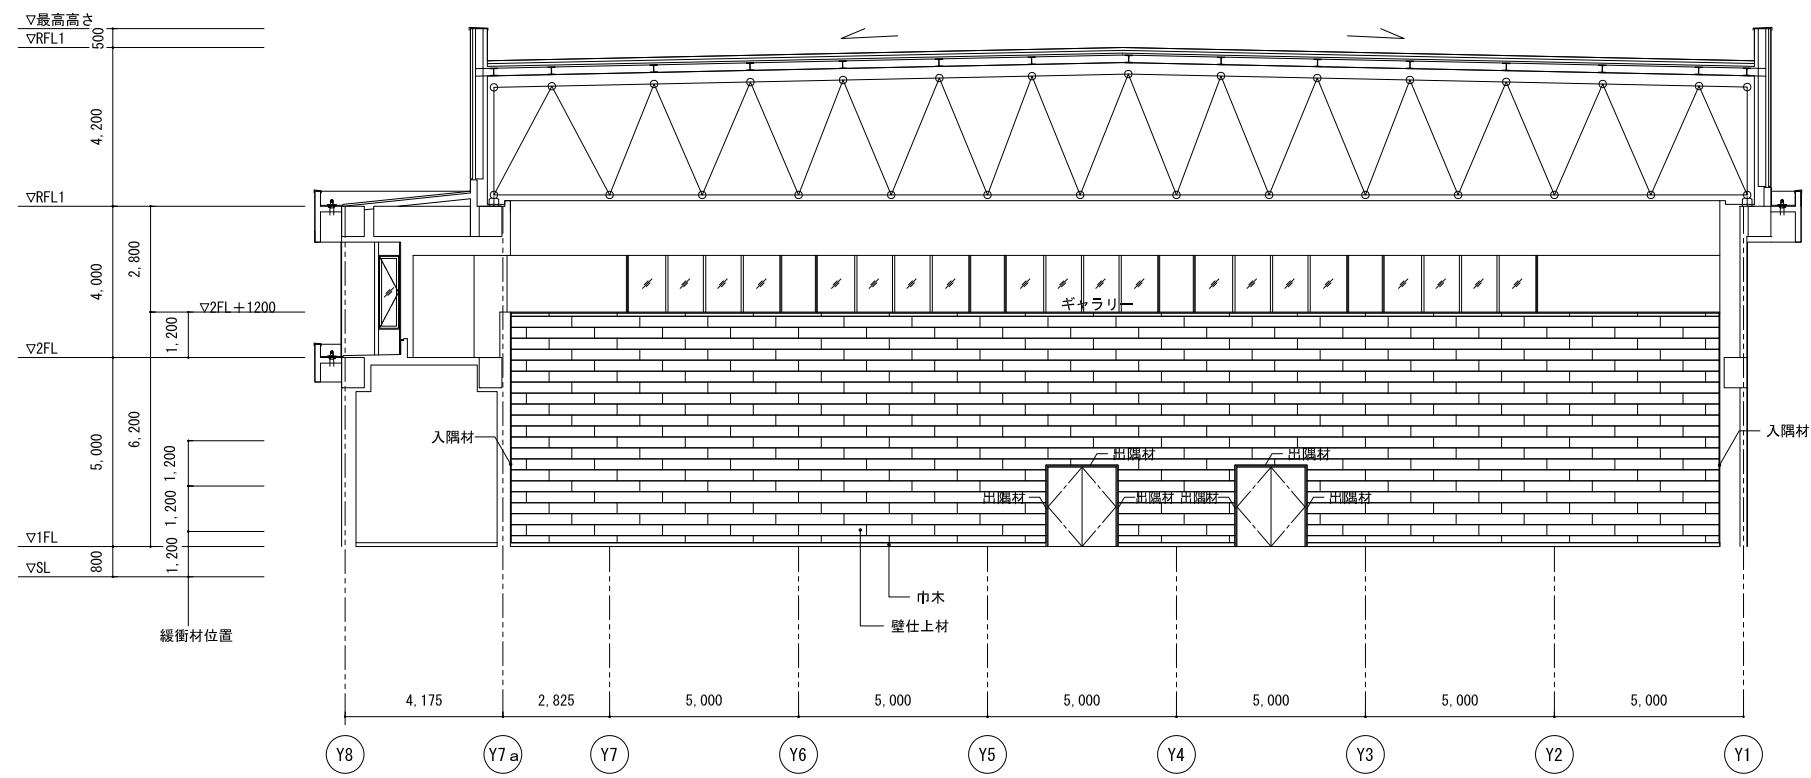 ▽最高高さ
500
▽RFL1
4,200
▽RFL1
2,800
4,000
▽2FL＋1200
ギャラリー
1,200
▽2FL
6,200
5,000
入隅材
入隅材
1,200
出隅材
出隅材
1,200
出隅材
出隅材
出隅材
出隅材
▽1FL
800
1,200
▽SL
巾木
壁仕上材
緩衝材位置
4,175
2,825
5,000
5,000
5,000
5,000
5,000
5,000
Y8
Y7a
Y7
Y6
Y5
Y4
Y3
Y2
Y1